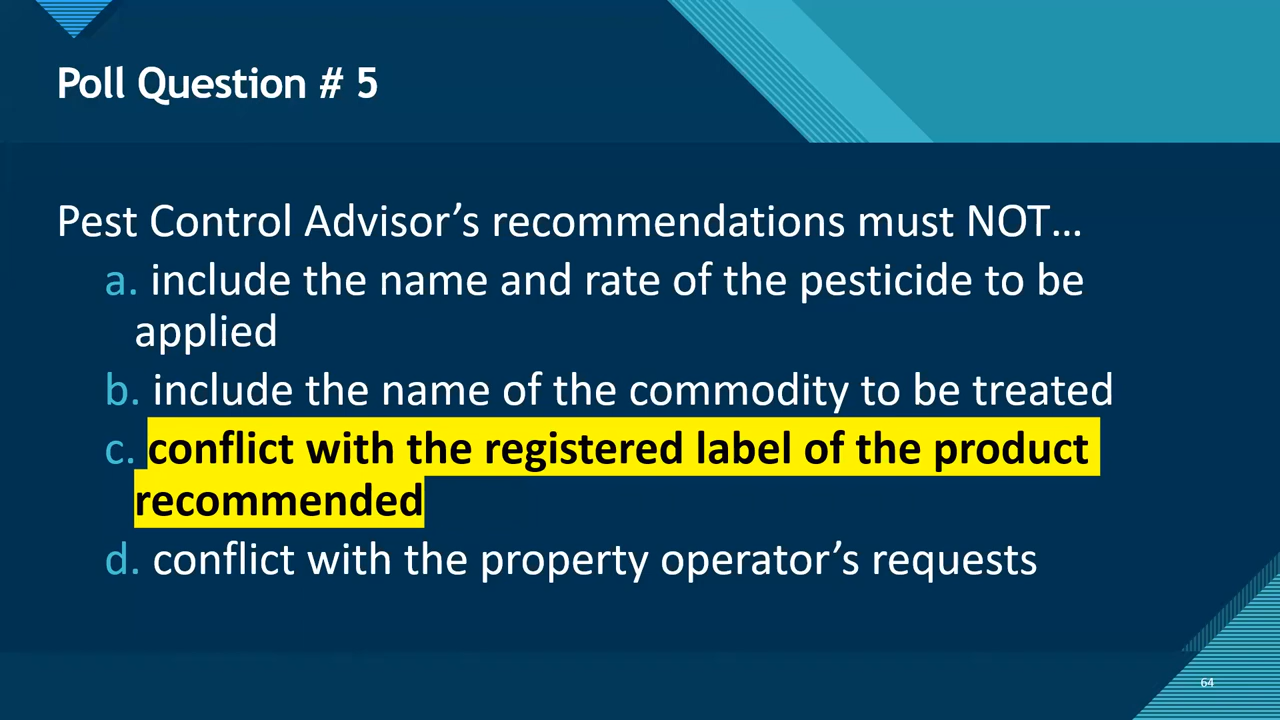 Poll Question # 5
Pest Control Advisor’s recommendations must NOT…
a. include the name and rate of the pesticide to be
applied
b. include the name of the commodity to be treated
c. conflict with the registered label of the product
recommended
d. conflict with the property operator’s requests
64